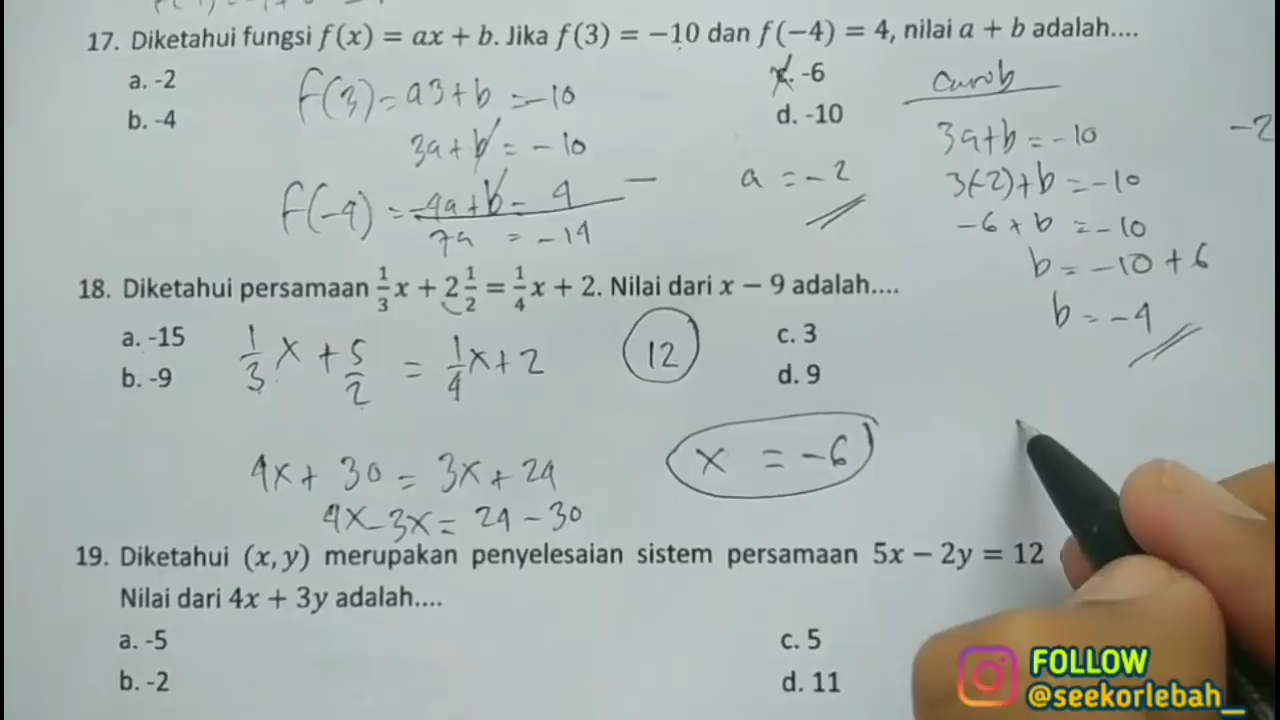 17. Diketahui fungsi f(x) = ax + b. Jika f(3) = −10 dan f(−4) = 4, nilai a + b adalah....
a. -2
b. -4
c. -6
d. -10
f(3) = a3 + b = -10
3a + b = -10
f(-4) = -4a + b = 4
7a = -14
a = -2
3a + b = -10
3(-2) + b = -10
-6 + b = -10
b = -10 + 6
b = -4
-2
18. Diketahui persamaan 1/3 x + 2 1/2 = 1/4 x + 2. Nilai dari x − 9 adalah....
a. -15
b. -9
c. 3
d. 9
1/3 x + 5/2 = 1/4 x + 2
12
4x + 30 = 3x + 24
4x - 3x = 24 - 30
x = -6
19. Diketahui (x, y) merupakan penyelesaian sistem persamaan 5x − 2y = 12
Nilai dari 4x + 3y adalah....
a. -5
b. -2
c. 5
d. 11
FOLLOW
@seekorlebah_